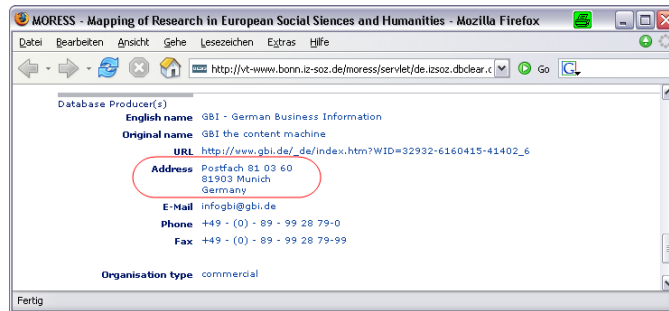 MORESS - Mapping of Research in European Social Siences and Humanities - Mozilla Firefox
Datei Bearbeiten Ansicht Gehe Lesezeichen Extras Hilfe
http://vt-www.bonn.iz-soz.de/moress/servlet/de.izsoz.dbclear.c Go G
Database Producer(s)
English name GBI - German Business Information
Original name GBI the content machine
URL http://www.gbi.de/_de/index.htm?WID=32932-6160415-41402_6
Address Postfach 81 03 60
81903 Munich
Germany
E-Mail infogbi@gbi.de
Phone +49 - (0) - 89 - 99 28 79-0
Fax +49 - (0) - 89 - 99 28 79-99
Organisation type commercial
Fertig